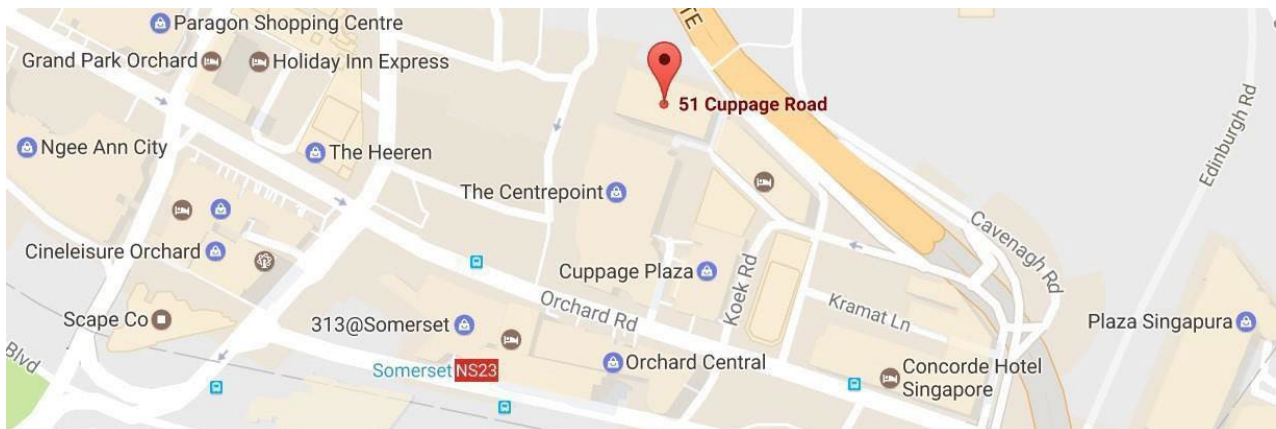 Paragon Shopping Centre
TE
Grand Park Orchard
Holiday Inn Express
51 Cuppage Road
Edinburgh Rd
Ngee Ann City
The Heeren
The Centrepoint
Cavenagh Rd
Cineleisure Orchard
Cuppage Plaza
Koek Rd
Orchard Rd
Kramat Ln
Scape Co
313@Somerset
Plaza Singapura
Blvd
Somerset NS23
Orchard Central
Concorde Hotel
Singapore